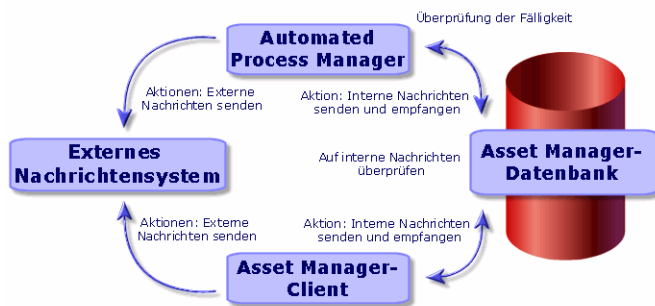 Überprüfung der Fälligkeit
Automated
Process Manager
Aktionen: Externe
Nachrichten senden
Aktion: Interne Nachrichten
senden und empfangen
Externes
Nachrichtensystem
Auf interne Nachrichten
überprüfen
Asset Manager-
Datenbank
Aktionen: Externe
Nachrichten senden
Aktion: Interne Nachrichten
senden und empfangen
Asset Manager-
Client